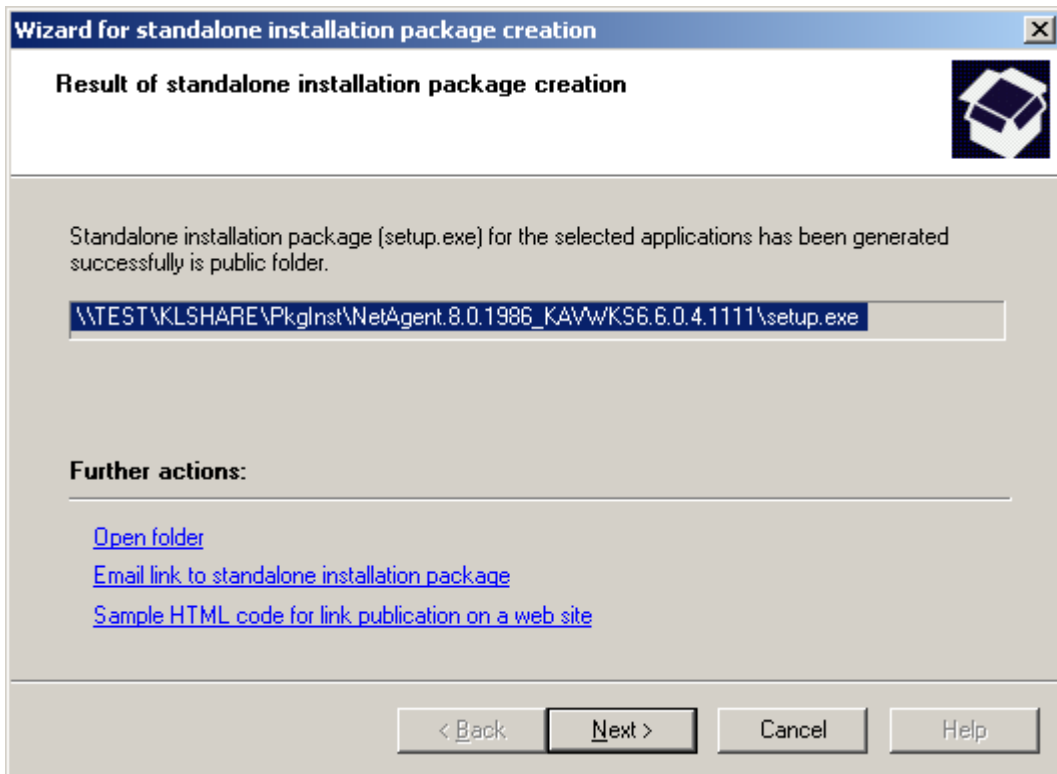 Wizard for standalone installation package creation
Result of standalone installation package creation
Standalone installation package (setup.exe) for the selected applications has been generated
successfully is public folder.
\\TEST\KLSHARE\PkgInst\NetAgent.8.0.1986_KAVWKS6.6.0.4.1111\setup.exe
Further actions:
Open folder
Email link to standalone installation package
Sample HTML code for link publication on a web site
< Back
Next >
Cancel
Help